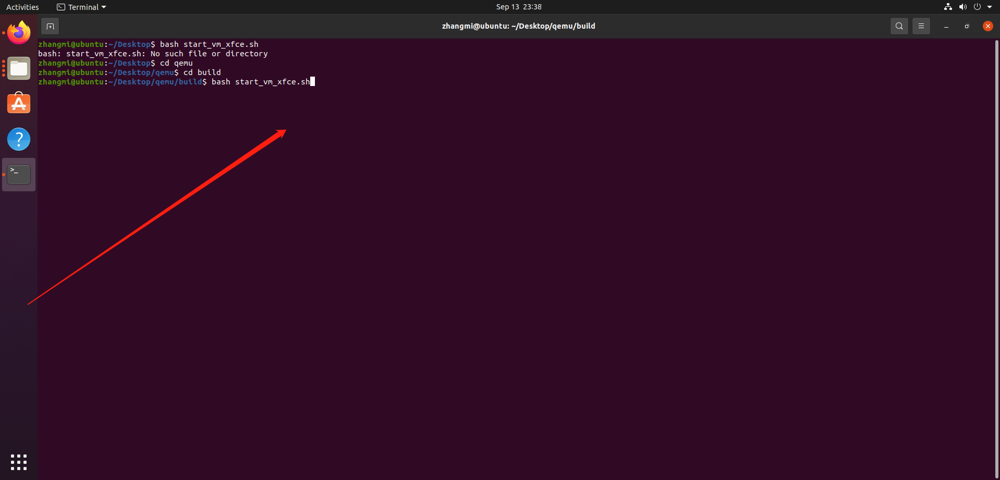 Activities
Terminal
Sep 13 23:38
zhangmi@ubuntu: ~/Desktop/qemu/build
zhangmi@ubuntu:~/Desktop$ bash start_vm_xfce.sh
bash: start_vm_xfce.sh: No such file or directory
zhangmi@ubuntu:~/Desktop$ cd qemu
zhangmi@ubuntu:~/Desktop/qemu$ cd build
zhangmi@ubuntu:~/Desktop/qemu/build$ bash start_vm_xfce.sh